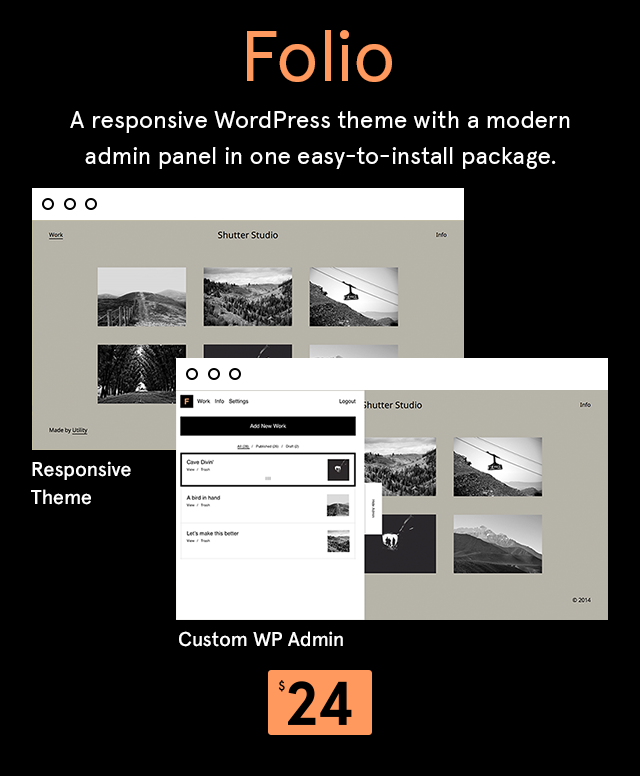 Folio
A responsive WordPress theme with a modern
admin panel in one easy-to-install package.
Work
Shutter Studio
Info
Made by Utility
Responsive
Theme
F
Work Info Settings
Logout
Add New Work
All (28) / Published (26) / Draft (2)
Cave Divin'
View / Trash
A bird in hand
View / Trash
Let's make this better
View / Trash
Hide Admin
Shutter Studio
Info
© 2014
Custom WP Admin
$24